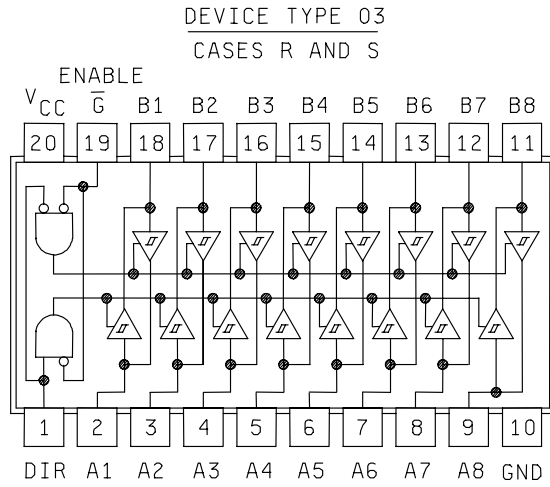 DEVICE TYPE 03
CASES R AND S
ENABLE
VCC G̅ B1 B2 B3 B4 B5 B6 B7 B8
20 19 18 17 16 15 14 13 12 11
1 2 3 4 5 6 7 8 9 10
DIR A1 A2 A3 A4 A5 A6 A7 A8 GND